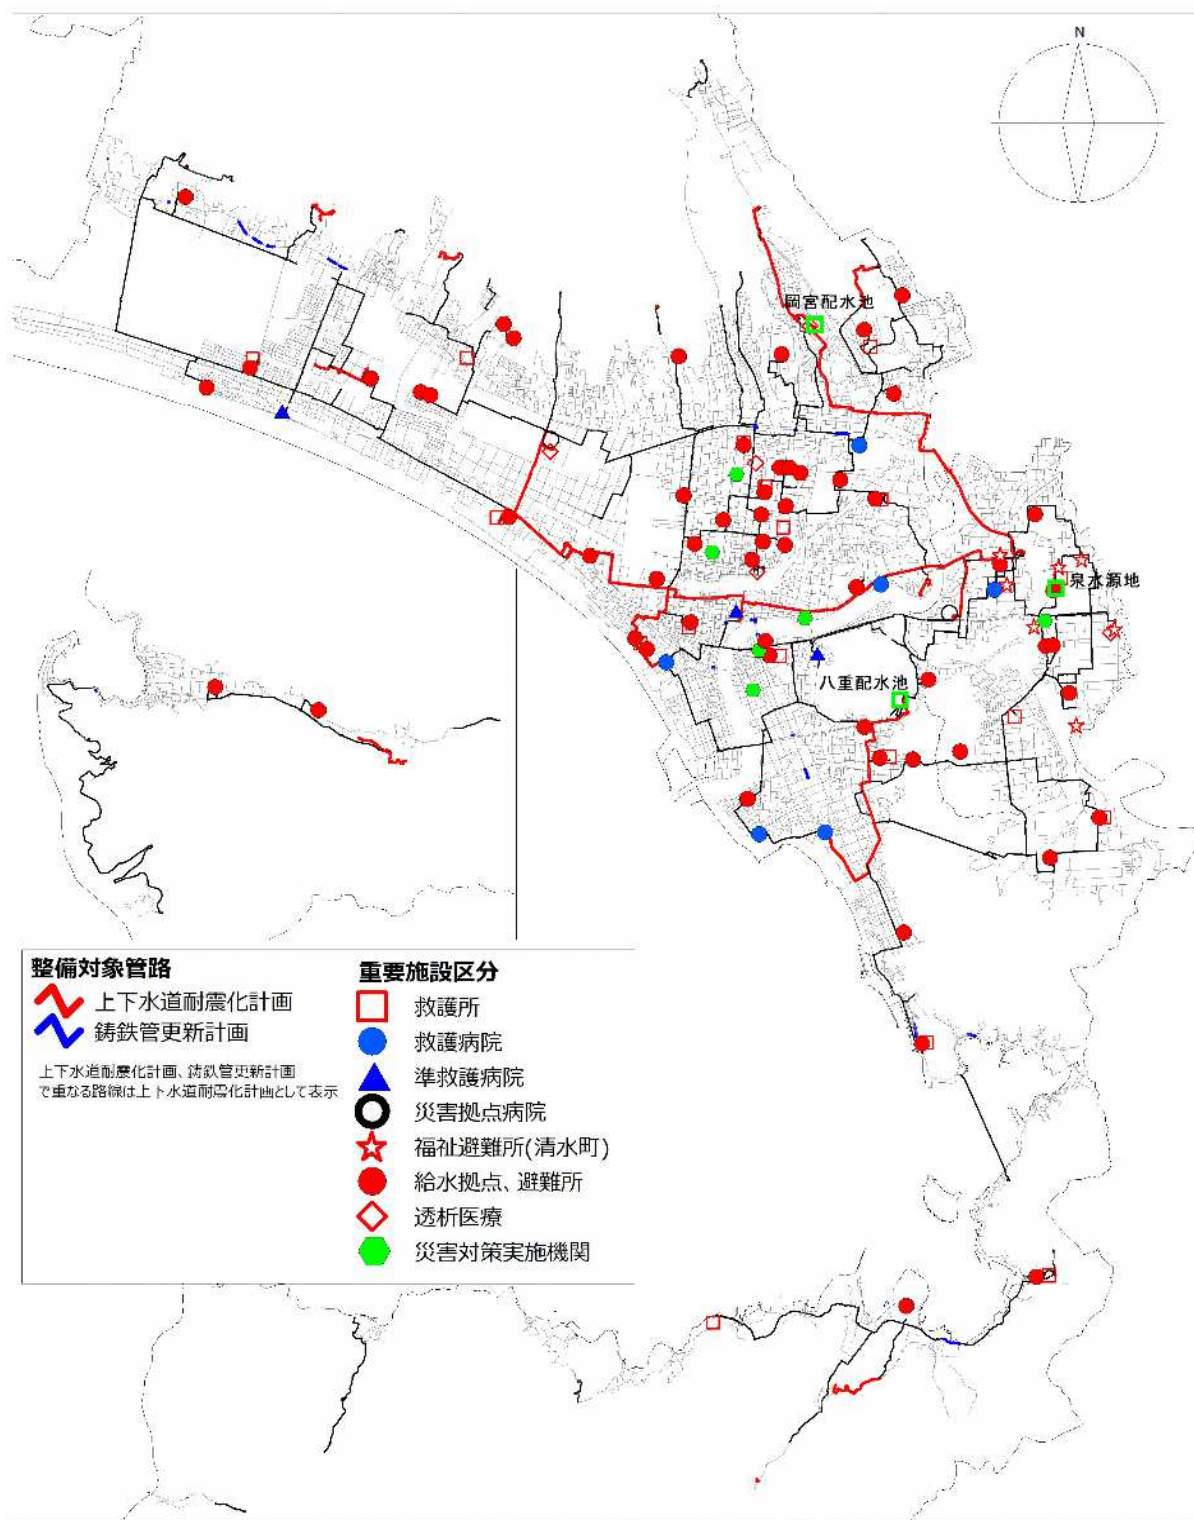 N
岡宮配水池
泉水源地
八重配水池
整備対象管路
上下水道耐震化計画
鋳鉄管更新計画
上下水道耐震化計画、鋳鉄管更新計画
で重なる路線は上下水道耐震化計画として表示
重要施設区分
救護所
救護病院
準救護病院
災害拠点病院
福祉避難所(清水町)
給水拠点、避難所
透析医療
災害対策実施機関